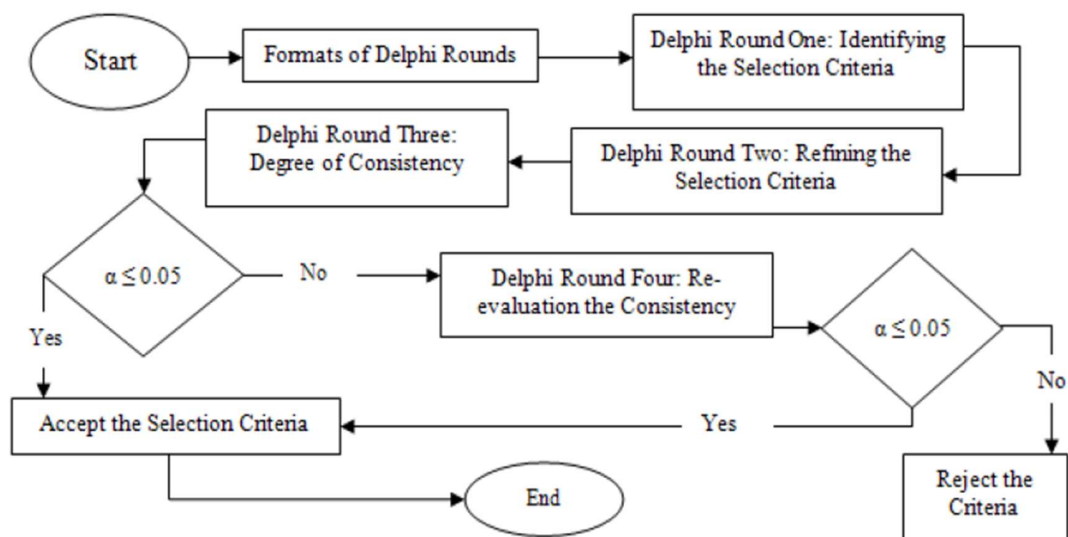 Start
Formats of Delphi Rounds
Delphi Round One: Identifying
the Selection Criteria
Delphi Round Three:
Degree of Consistency
Delphi Round Two: Refining the
Selection Criteria
α ≤ 0.05
No
Delphi Round Four: Re-
evaluation the Consistency
α ≤ 0.05
Yes
No
Accept the Selection Criteria
Yes
Reject the
Criteria
End